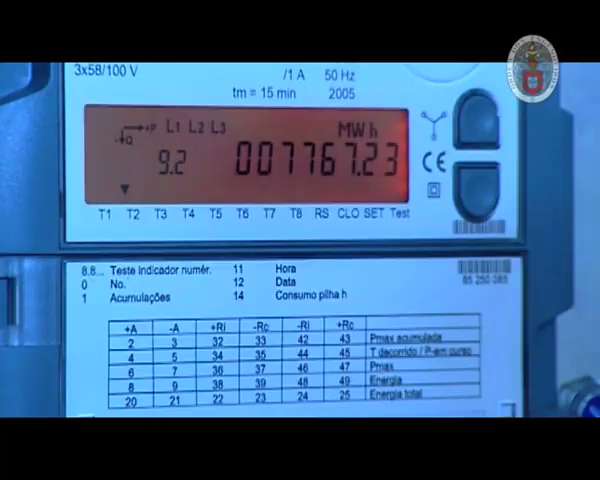 3x58/100 V /1 A 50 Hz
tm = 15 min 2005
+P L1 L2 L3 MWh
-Q
9.2 007767.23
T1 T2 T3 T4 T5 T6 T7 T8 RS CLO SET Test
CE
8.8... Teste indicador numér. 11 Hora
0 No. 12 Data
1 Acumulações 14 Consumo pilha h
85 250 085
+A -A +Ri -Rc -Ri +Rc
2 3 32 33 42 43 Pmax acumulada
4 5 34 35 44 45 T decorrido / P-em curso
6 7 36 37 46 47 Pmax
8 9 38 39 48 49 Energia
20 21 22 23 24 25 Energia total